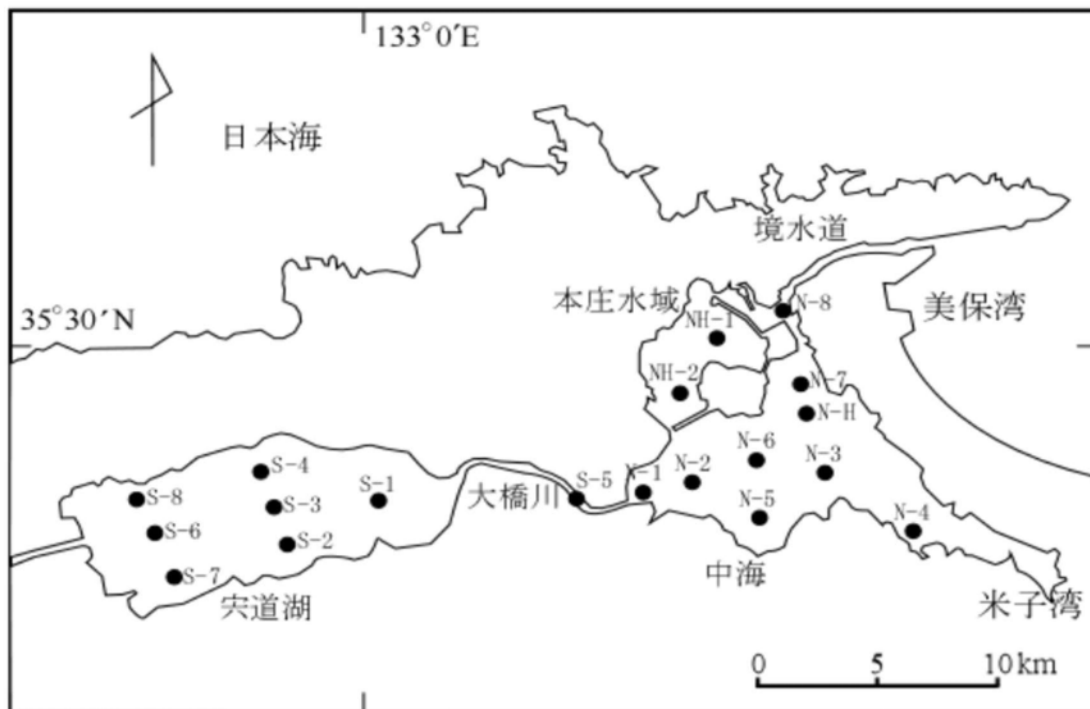 133°0′E
日本海
境水道
本庄水域
N-8
35°30′N
美保湾
NH-1
NH-2
N-7
N-H
N-6
N-3
S-4
S-1
N-1
N-2
S-8
S-3
大橋川
S-5
N-5
N-4
S-6
S-2
中海
S-7
宍道湖
米子湾
0 5 10 km